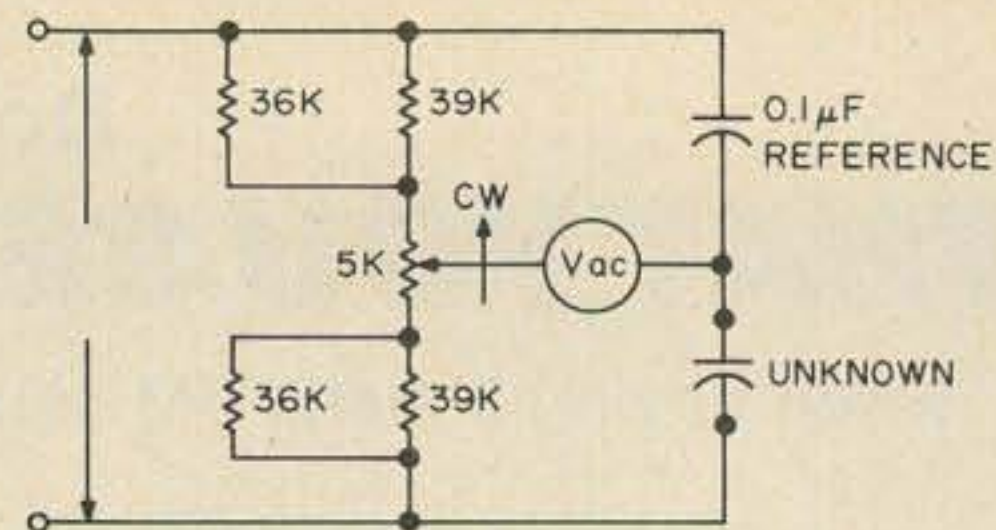 36K
39K
0.1µF
REFERENCE
CW
5K
Vac
36K
39K
UNKNOWN